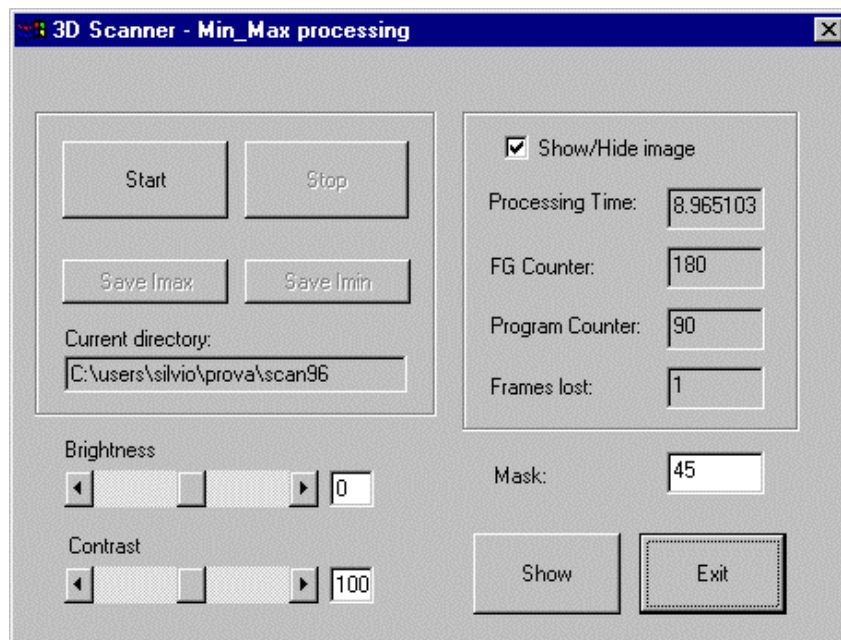 3D Scanner - Min_Max processing
Start
Stop
Save Imax
Save Imin
Current directory:
C:\users\silvio\prova\scan96
Show/Hide image
Processing Time: 8.965103
FG Counter: 180
Program Counter: 90
Frames lost: 1
Brightness
0
Contrast
100
Mask: 45
Show
Exit